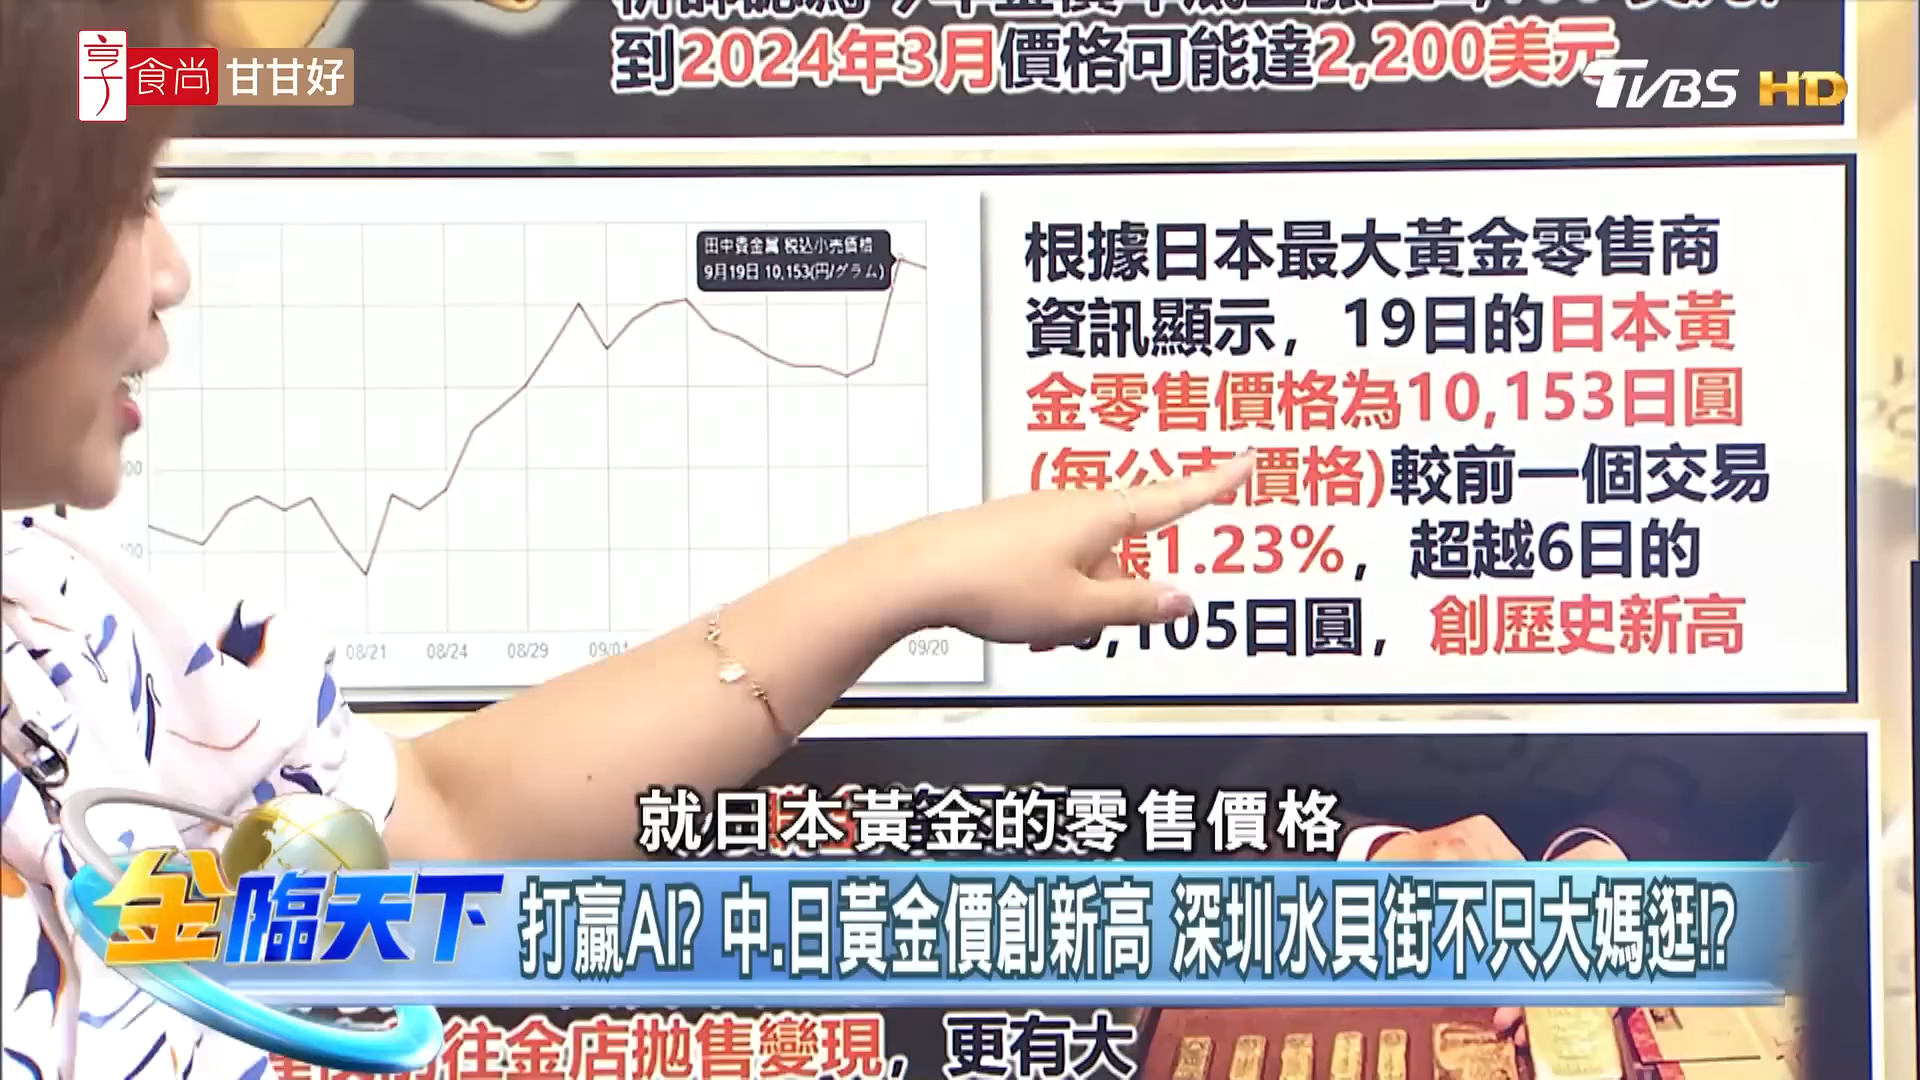 到2024年3月價格可能達2,200美元
享食尚 甘甘好
TVBS HD
田中貴金属 税込小売価格
9月19日 10,153(円/グラム)
根據日本最大黃金零售商
資訊顯示，19日的日本黃
金零售價格為10,153日圓
(每公克價格)較前一個交易
1.23%，超越6日的
105日圓，創歷史新高
08/21 08/24 08/29 09/01 09/20
就日本黃金的零售價格
金臨天下
打贏AI? 中.日黃金價創新高 深圳水貝街不只大媽逛!?
往金店拋售變現，更有大